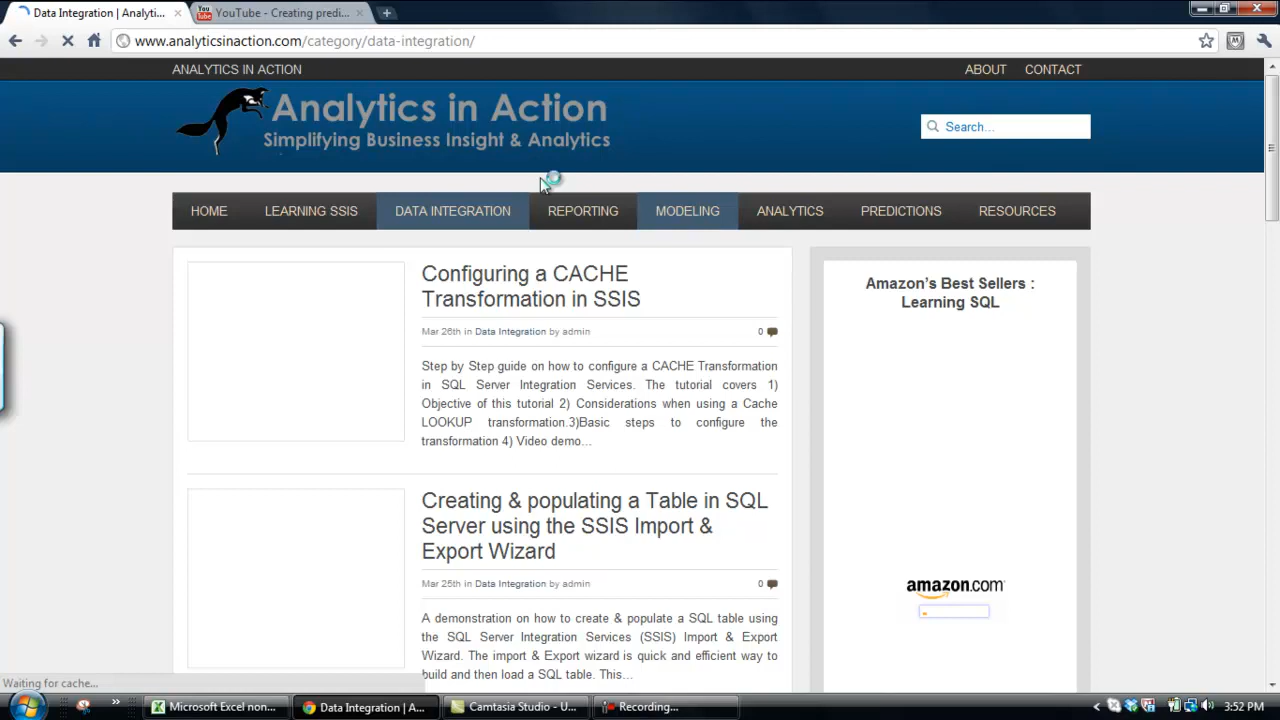 Data Integration | Analyti...
YouTube - Creating predi...
www.analyticsinaction.com/category/data-integration/
ANALYTICS IN ACTION
ABOUT
CONTACT
Analytics in Action
Simplifying Business Insight & Analytics
Search...
HOME
LEARNING SSIS
DATA INTEGRATION
REPORTING
MODELING
ANALYTICS
PREDICTIONS
RESOURCES
Configuring a CACHE
Transformation in SSIS
Mar 26th in Data Integration by admin
0
Step by Step guide on how to configure a CACHE Transformation
in SQL Server Integration Services. The tutorial covers 1)
Objective of this tutorial 2) Considerations when using a Cache
LOOKUP transformation.3)Basic steps to configure the
transformation 4) Video demo...
Creating & populating a Table in SQL
Server using the SSIS Import &
Export Wizard
Mar 25th in Data Integration by admin
0
A demonstration on how to create & populate a SQL table using
the SQL Server Integration Services (SSIS) Import & Export
Wizard. The import & Export wizard is quick and efficient way to
build and then load a SQL table. This...
Amazon's Best Sellers :
Learning SQL
amazon.com
Waiting for cache...
Microsoft Excel non...
Data Integration | A...
Camtasia Studio - U...
Recording...
3:52 PM